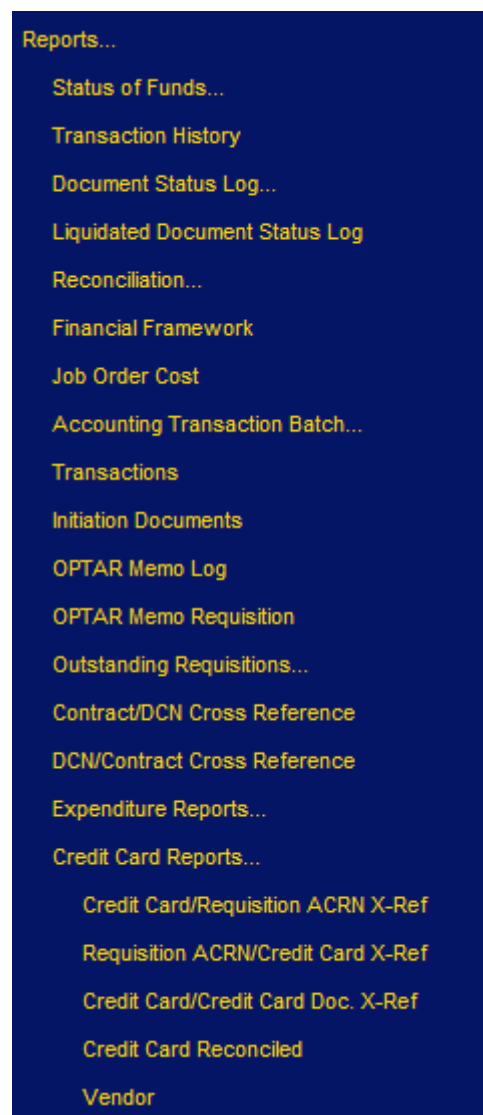 Reports...
Status of Funds...
Transaction History
Document Status Log...
Liquidated Document Status Log
Reconciliation...
Financial Framework
Job Order Cost
Accounting Transaction Batch...
Transactions
Initiation Documents
OPTAR Memo Log
OPTAR Memo Requisition
Outstanding Requisitions...
Contract/DCN Cross Reference
DCN/Contract Cross Reference
Expenditure Reports...
Credit Card Reports...
Credit Card/Requisition ACRN X-Ref
Requisition ACRN/Credit Card X-Ref
Credit Card/Credit Card Doc. X-Ref
Credit Card Reconciled
Vendor